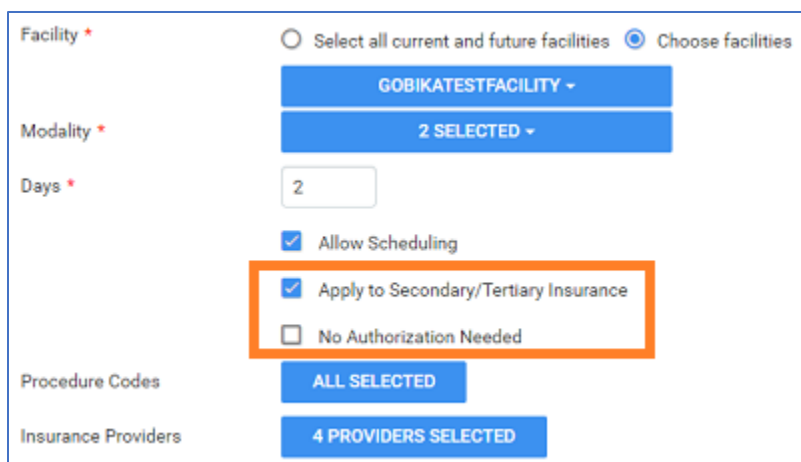 Facility *
Select all current and future facilities Choose facilities
GOBIKATESTFACILITY
Modality *
2 SELECTED
Days *
2
Allow Scheduling
Apply to Secondary/Tertiary Insurance
No Authorization Needed
Procedure Codes
ALL SELECTED
Insurance Providers
4 PROVIDERS SELECTED